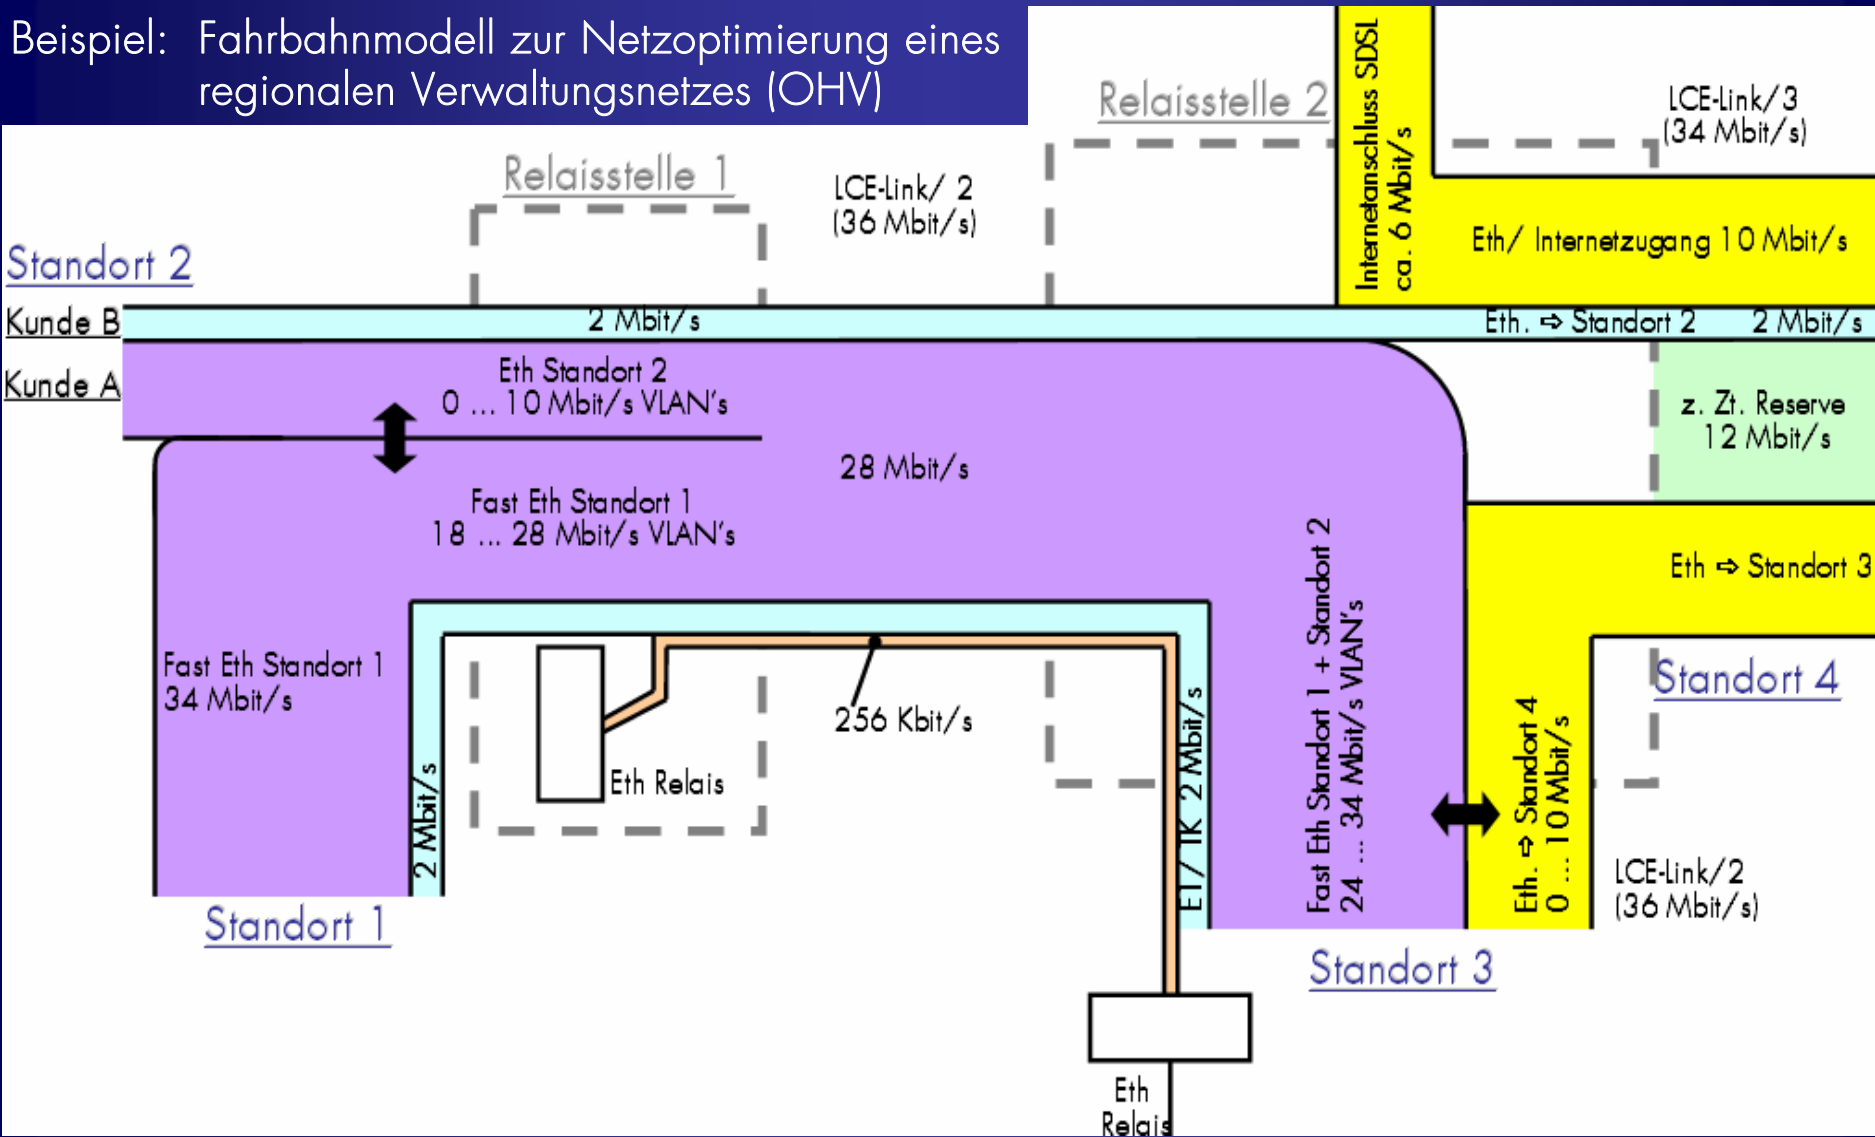 Beispiel: Fahrbahnmodell zur Netzoptimierung eines
regionalen Verwaltungsnetzes (OHV)
Relaisstelle 1
LCE-Link/ 2
(36 Mbit/s)
Relaisstelle 2
Internetanschluss SDSL
ca. 6 Mbit/s
LCE-Link/3
(34 Mbit/s)
Eth/ Internetzugang 10 Mbit/s
Standort 2
Kunde B
2 Mbit/s
Eth. ⇨ Standort 2 2 Mbit/s
Kunde A
Eth Standort 2
0 ... 10 Mbit/s VLAN's
z. Zt. Reserve
12 Mbit/s
28 Mbit/s
Fast Eth Standort 1
18 ... 28 Mbit/s VLAN's
Eth ⇨ Standort 3
Fast Eth Standort 1
34 Mbit/s
2 Mbit/s
Eth Relais
256 Kbit/s
E1/ TK 2 Mbit/s
Fast Eth Standort 1 + Standort 2
24 ... 34 Mbit/s VLAN's
Eth. ⇨ Standort 4
0 ... 10 Mbit/s
Standort 4
LCE-Link/2
(36 Mbit/s)
Standort 1
Standort 3
Eth
Relais